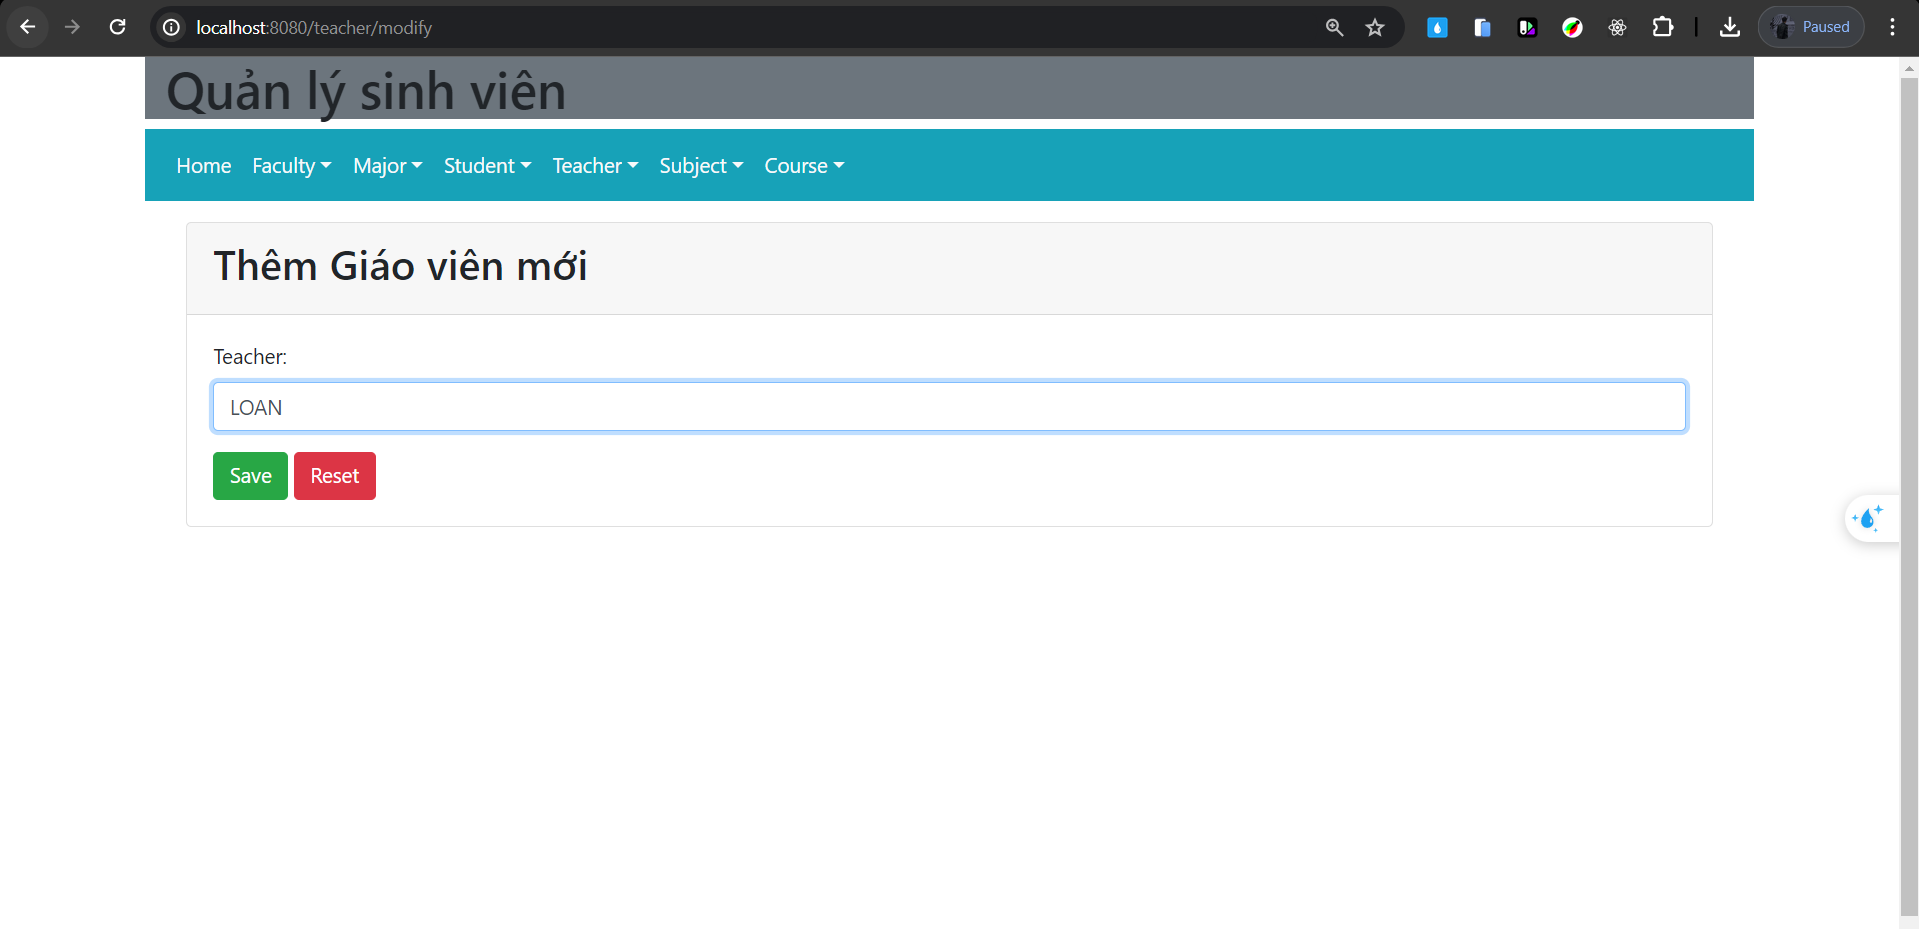 localhost:8080/teacher/modify
Paused
Quản lý sinh viên
Home Faculty Major Student Teacher Subject Course
Thêm Giáo viên mới
Teacher:
LOAN
Save Reset